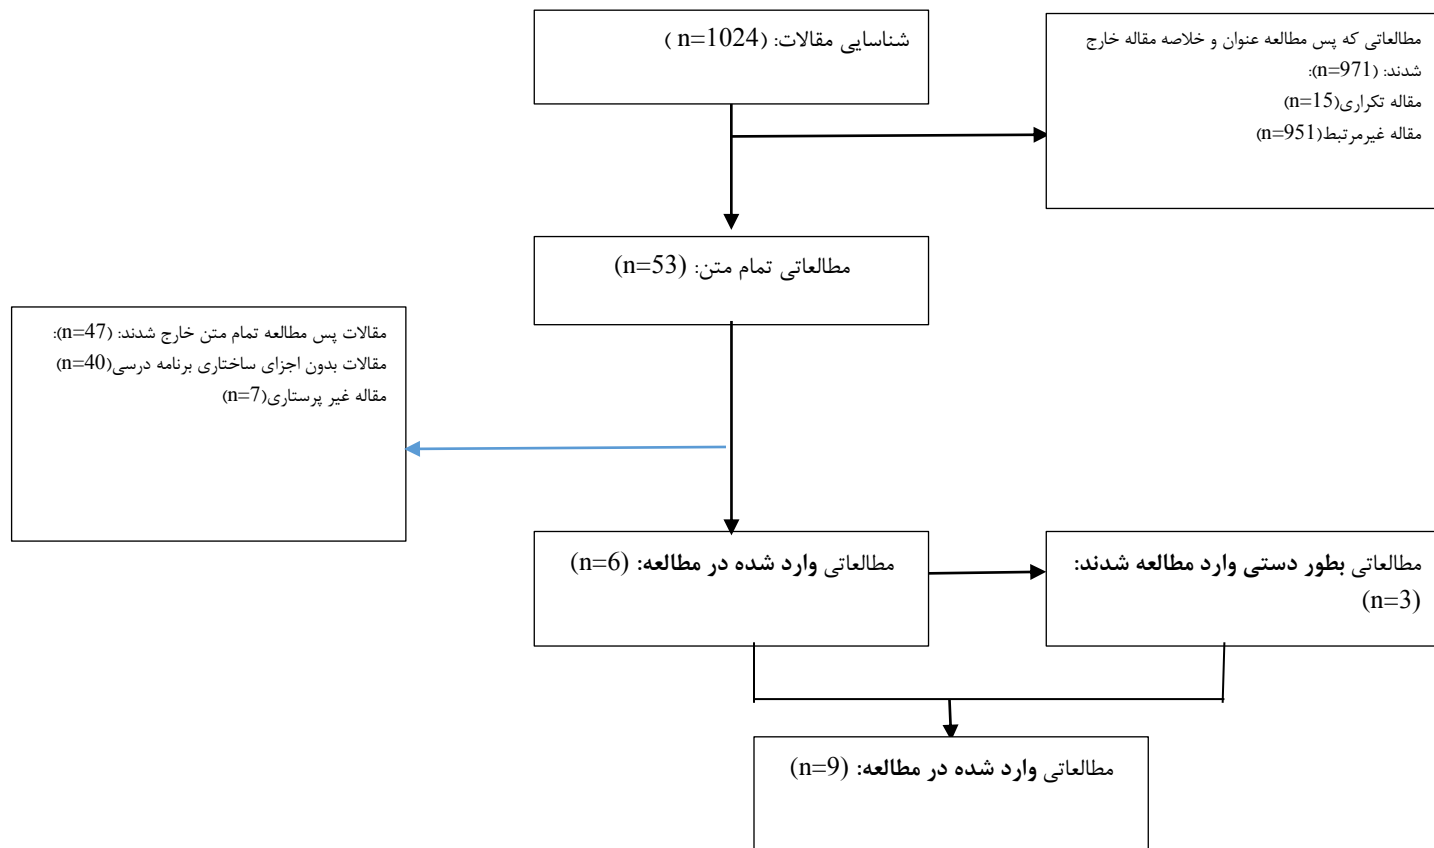 شناسایی مقالات: (n=1024 )
مطالعاتی که پس مطالعه عنوان و خلاصه مقاله خارج
شدند: (n=971):
مقاله تکراری(n=15)
مقاله غیرمرتبط(n=951)
مطالعاتی تمام متن: (n=53)
مقالات پس مطالعه تمام متن خارج شدند: (n=47):
مقالات بدون اجزای ساختاری برنامه درسی(n=40)
مقاله غیر پرستاری(n=7)
مطالعاتی وارد شده در مطالعه: (n=6)
مطالعاتی بطور دستی وارد مطالعه شدند:
(n=3)
مطالعاتی وارد شده در مطالعه: (n=9)